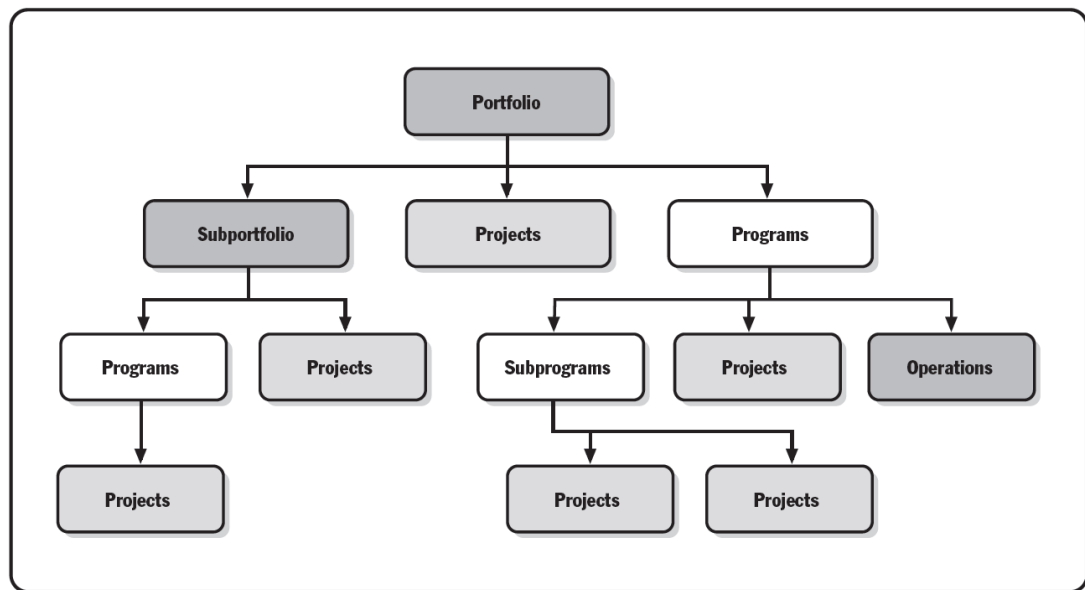 Portfolio
Subportfolio
Projects
Programs
Programs
Projects
Subprograms
Projects
Operations
Projects
Projects
Projects